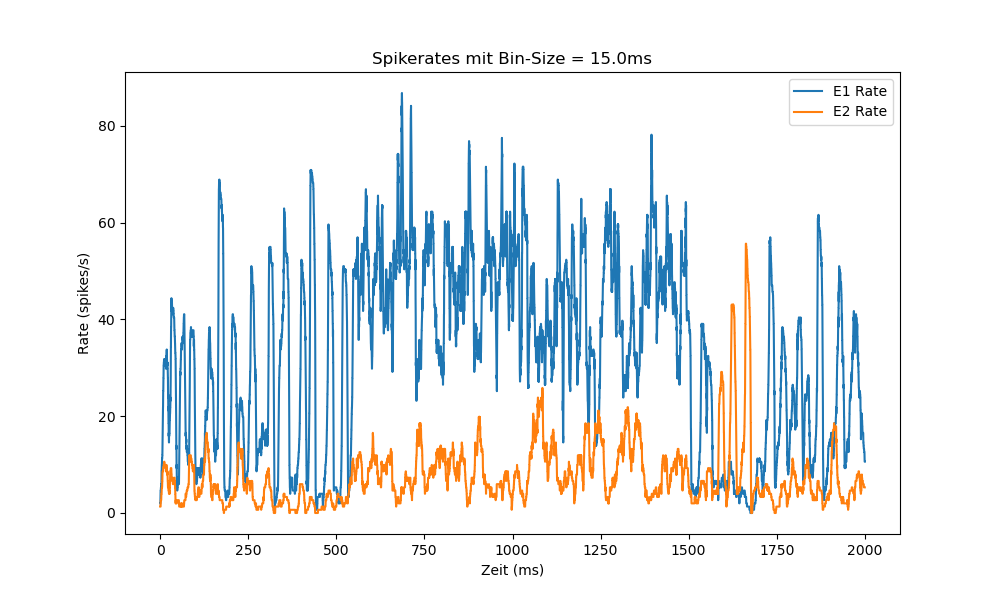 Spikerates mit Bin-Size = 15.0ms
E1 Rate
E2 Rate
Rate (spikes/s)
80
60
40
20
0
0 250 500 750 1000 1250 1500 1750 2000
Zeit (ms)